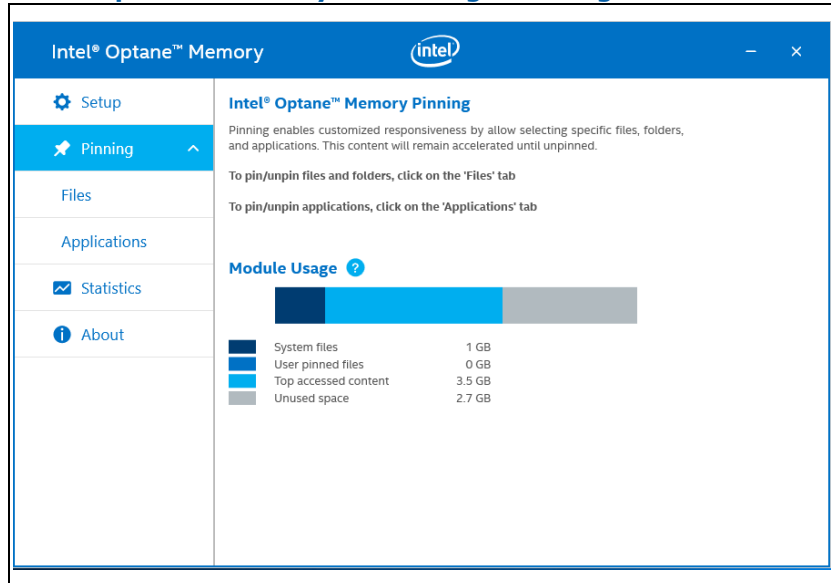 Intel® Optane™ Memory
intel
Setup
Pinning
Files
Applications
Statistics
About
Intel® Optane™ Memory Pinning
Pinning enables customized responsiveness by allow selecting specific files, folders,
and applications. This content will remain accelerated until unpinned.
To pin/unpin files and folders, click on the 'Files' tab
To pin/unpin applications, click on the 'Applications' tab
Module Usage ?
System files 1 GB
User pinned files 0 GB
Top accessed content 3.5 GB
Unused space 2.7 GB